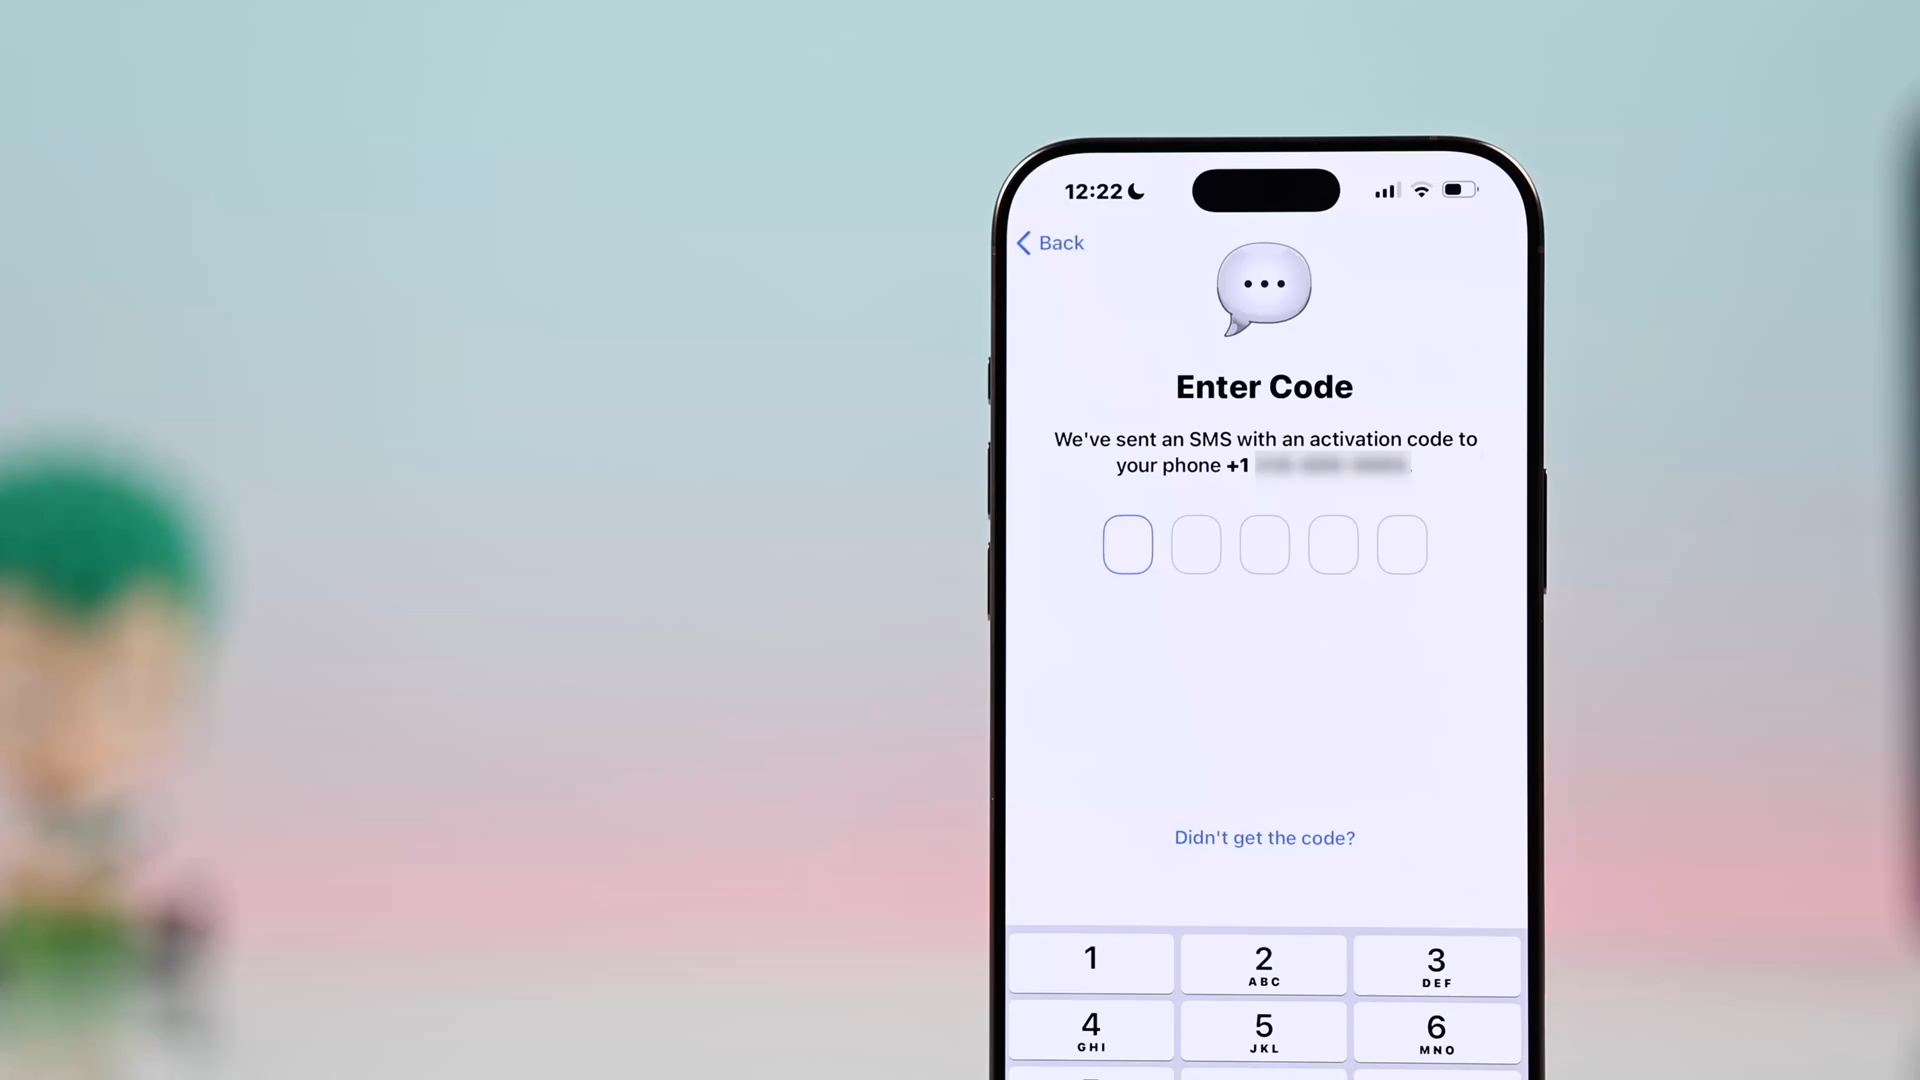 12:22
Back
Enter Code
We've sent an SMS with an activation code to
your phone +1
Didn't get the code?
1
2
ABC
3
DEF
4
GHI
5
JKL
6
MNO